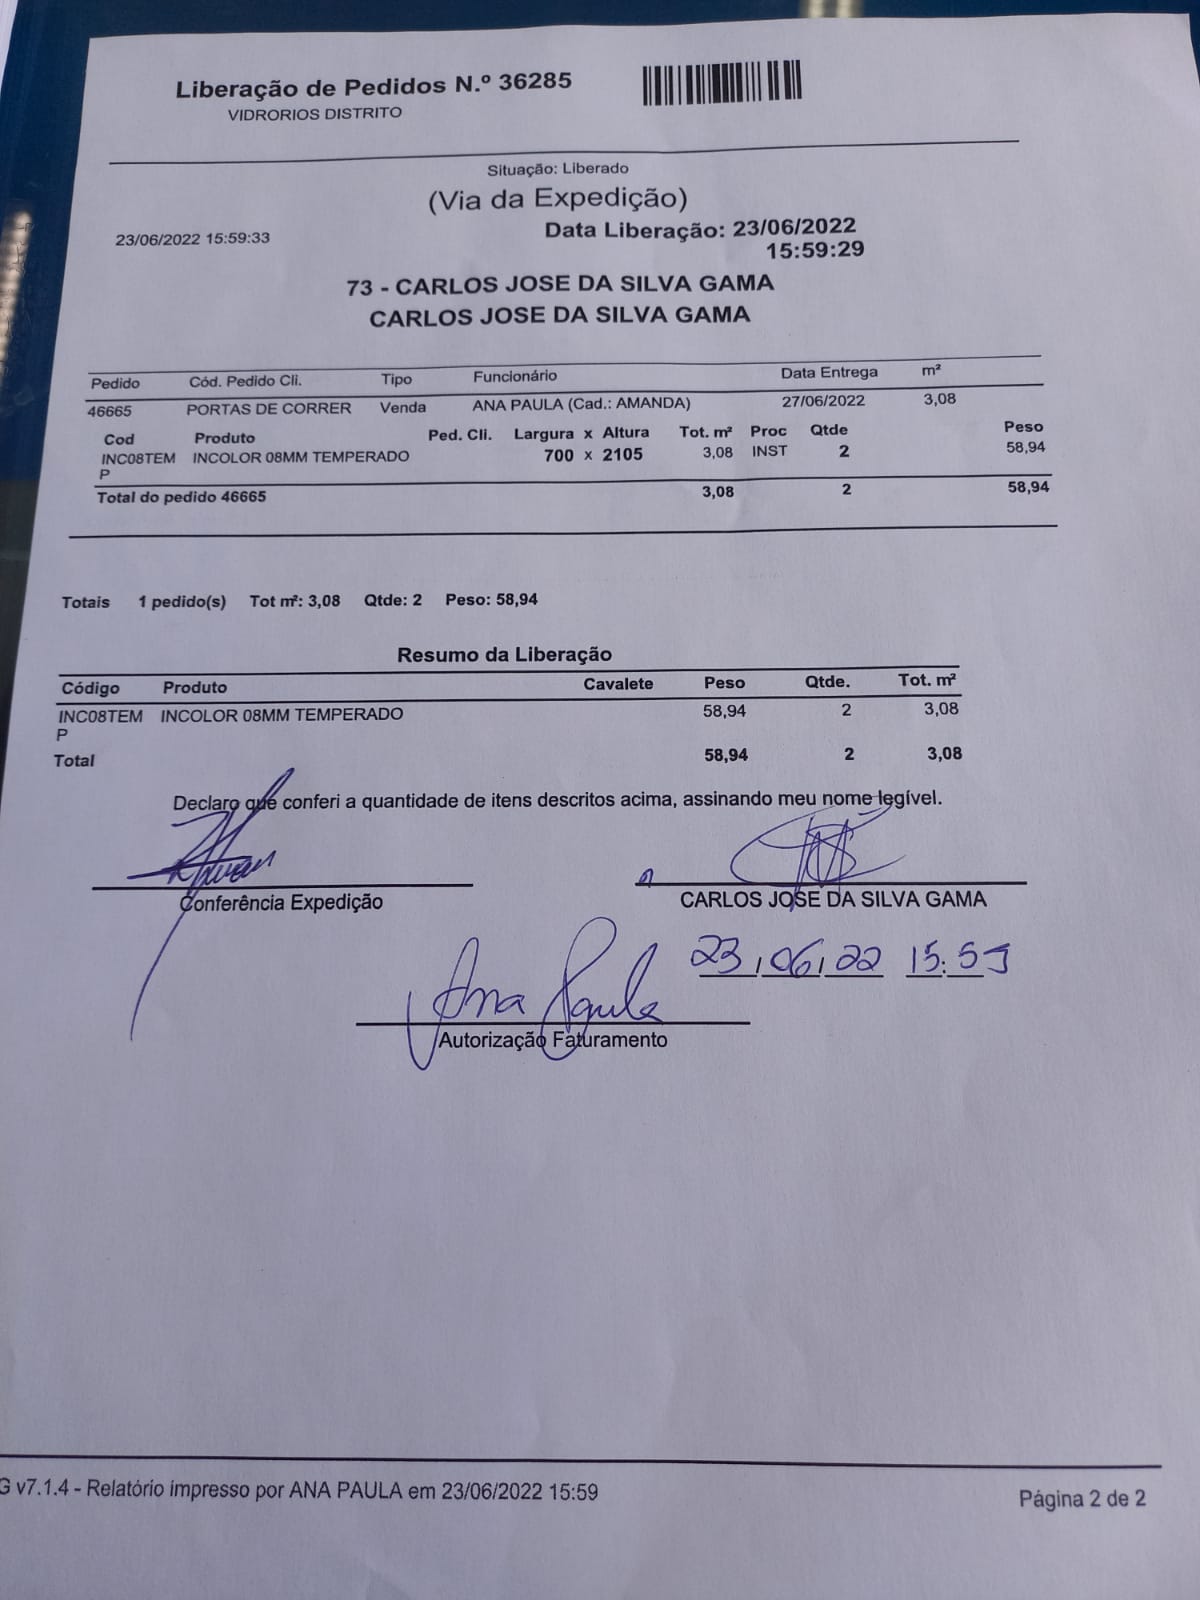 Liberação de Pedidos N.º 36285
VIDRORIOS DISTRITO
Situação: Liberado
(Via da Expedição)
23/06/2022 15:59:33
Data Liberação: 23/06/2022
15:59:29
73 - CARLOS JOSE DA SILVA GAMA
CARLOS JOSE DA SILVA GAMA
Pedido Cód. Pedido Cli. Tipo Funcionário Data Entrega m²
46665 PORTAS DE CORRER Venda ANA PAULA (Cad.: AMANDA) 27/06/2022 3,08
Cod Produto Ped. Cli. Largura x Altura Tot. m² Proc Qtde Peso
INC08TEM INCOLOR 08MM TEMPERADO 700 x 2105 3,08 INST 2 58,94
P
Total do pedido 46665 3,08 2 58,94
Totais 1 pedido(s) Tot m²: 3,08 Qtde: 2 Peso: 58,94
Resumo da Liberação
Código Produto Cavalete Peso Qtde. Tot. m²
INC08TEM INCOLOR 08MM TEMPERADO 58,94 2 3,08
P
Total 58,94 2 3,08
Declaro que conferi a quantidade de itens descritos acima, assinando meu nome legível.
Conferência Expedição
CARLOS JOSE DA SILVA GAMA
23/06/22 15:59
Ana Paula
Autorização Faturamento
G v7.1.4 - Relatório impresso por ANA PAULA em 23/06/2022 15:59
Página 2 de 2